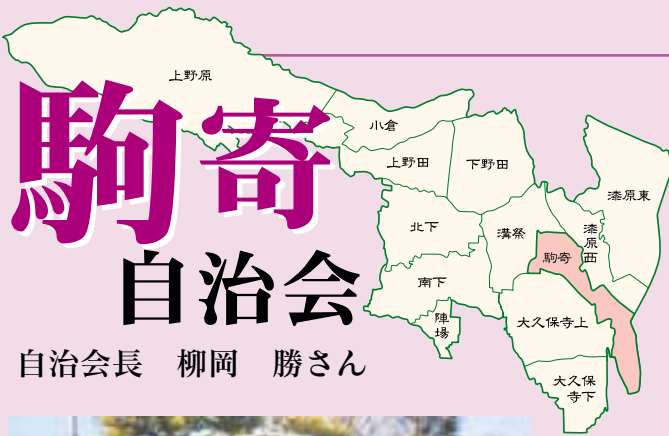 駒寄
自治会
自治会長　柳岡　勝さん
上野原
小倉
上野田
下野田
漆原東
漆原西
北下
溝祭
駒寄
南下
陣場
大久保寺上
大久保寺下